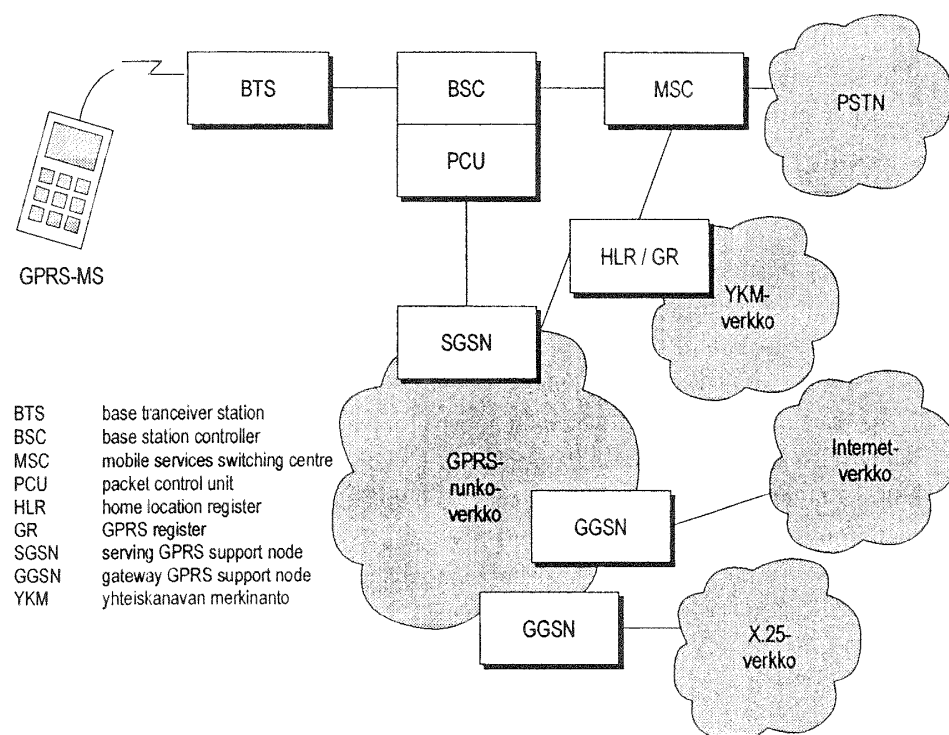 BTS
BSC
MSC
PSTN
PCU
GPRS-MS
HLR / GR
YKM-
verkko
SGSN
GPRS-
runko-
verkko
Internet-
verkko
GGSN
GGSN
X.25-
verkko
BTS base tranceiver station
BSC base station controller
MSC mobile services switching centre
PCU packet control unit
HLR home location register
GR GPRS register
SGSN serving GPRS support node
GGSN gateway GPRS support node
YKM yhteiskanavan merkinanto